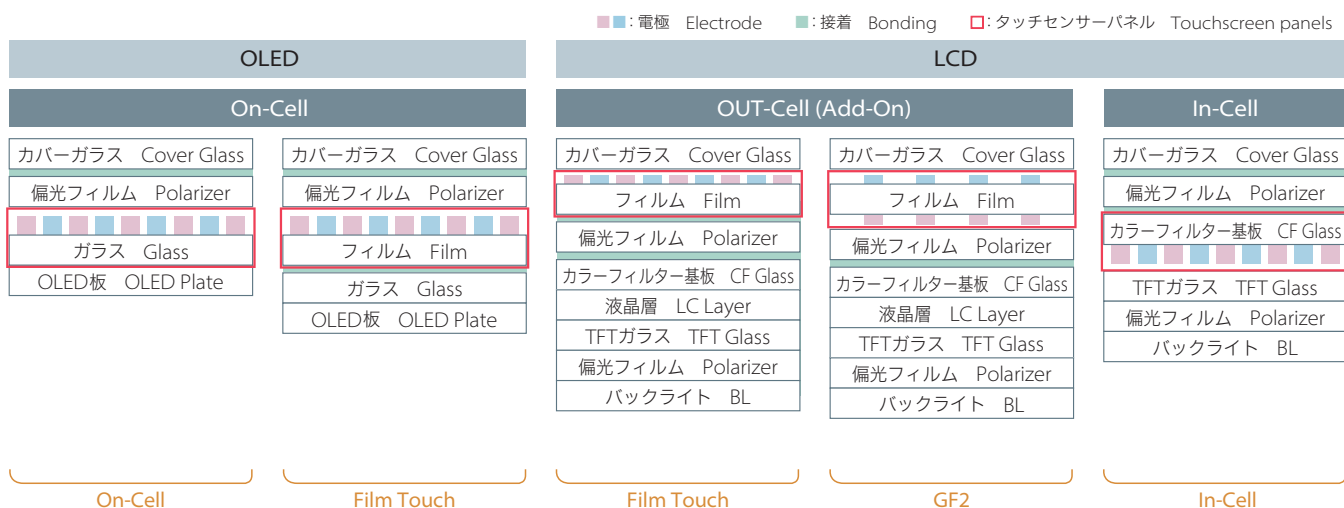 ：電極 Electrode ：接着 Bonding ：タッチセンサーパネル Touchscreen panels
OLED
LCD
On-Cell
OUT-Cell (Add-On)
In-Cell
カバーガラス Cover Glass
偏光フィルム Polarizer
ガラス Glass
OLED板 OLED Plate
On-Cell
カバーガラス Cover Glass
偏光フィルム Polarizer
フィルム Film
ガラス Glass
OLED板 OLED Plate
Film Touch
カバーガラス Cover Glass
フィルム Film
偏光フィルム Polarizer
カラーフィルター基板 CF Glass
液晶層 LC Layer
TFTガラス TFT Glass
偏光フィルム Polarizer
バックライト BL
Film Touch
カバーガラス Cover Glass
フィルム Film
偏光フィルム Polarizer
カラーフィルター基板 CF Glass
液晶層 LC Layer
TFTガラス TFT Glass
偏光フィルム Polarizer
バックライト BL
GF2
カバーガラス Cover Glass
偏光フィルム Polarizer
カラーフィルター基板 CF Glass
TFTガラス TFT Glass
偏光フィルム Polarizer
バックライト BL
In-Cell